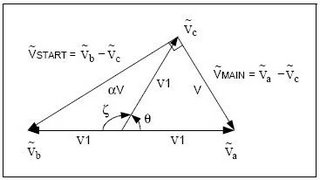 Ṽc
ṼSTART = Ṽb – Ṽc
ṼMAIN = Ṽa – Ṽc
V1
αV
V
ζ
θ
V1
V1
Ṽb
Ṽa